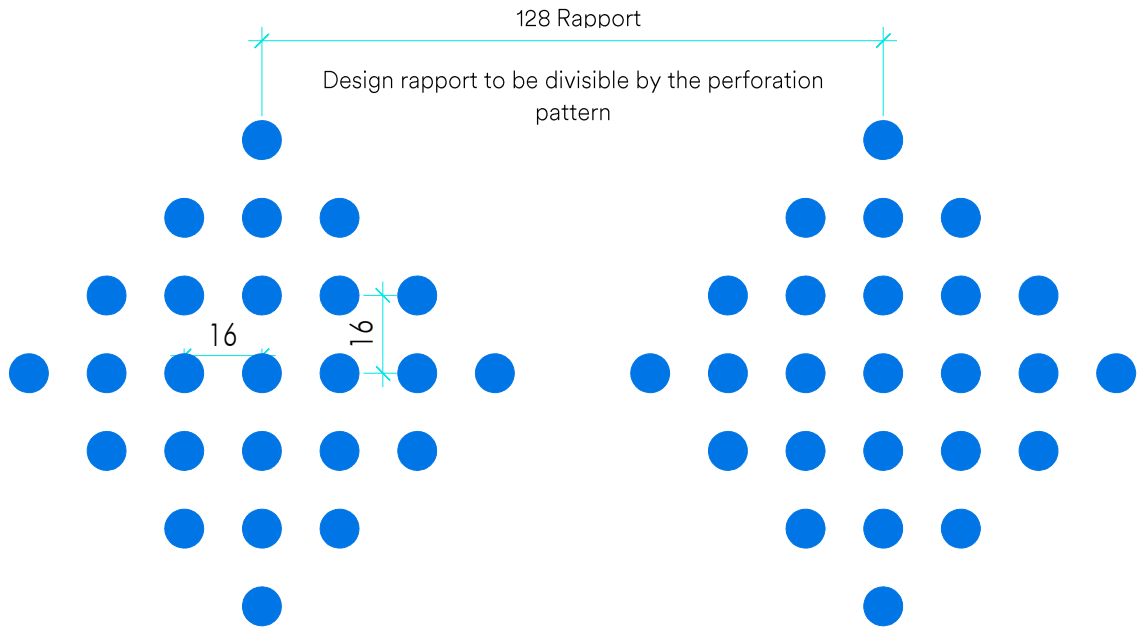 128 Rapport
Design rapport to be divisible by the perforation
pattern
16
16